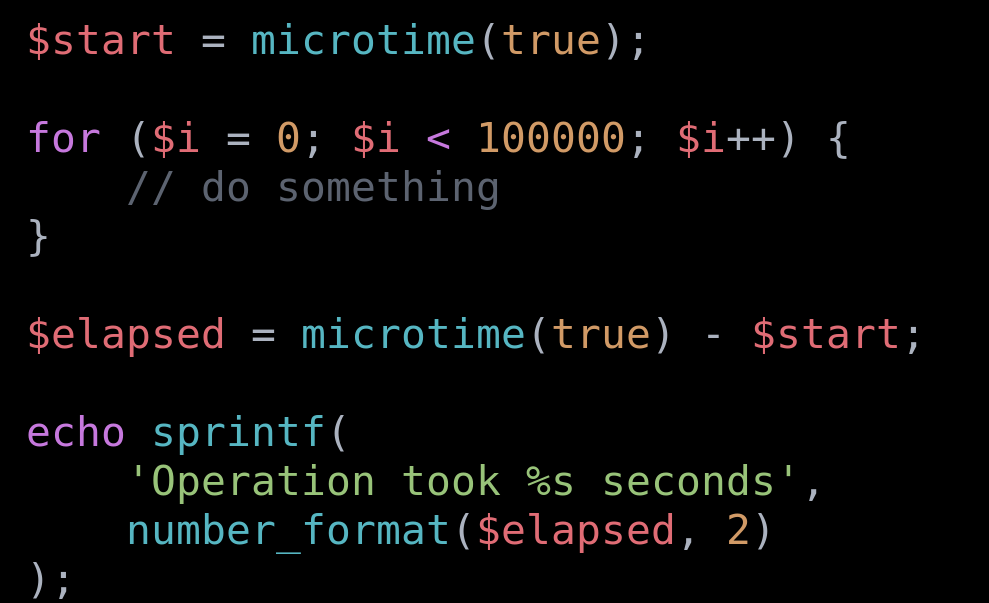 $start = microtime(true);

for ($i = 0; $i < 100000; $i++) {
    // do something
}

$elapsed = microtime(true) - $start;

echo sprintf(
    'Operation took %s seconds',
    number_format($elapsed, 2)
);